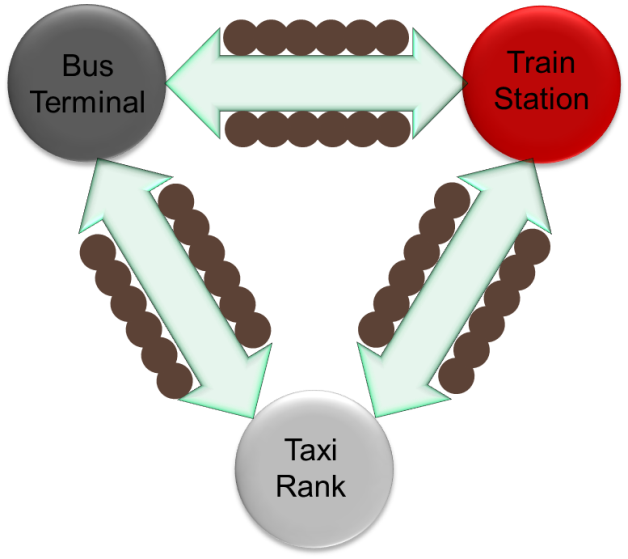 Bus
Terminal
Train
Station
Taxi
Rank